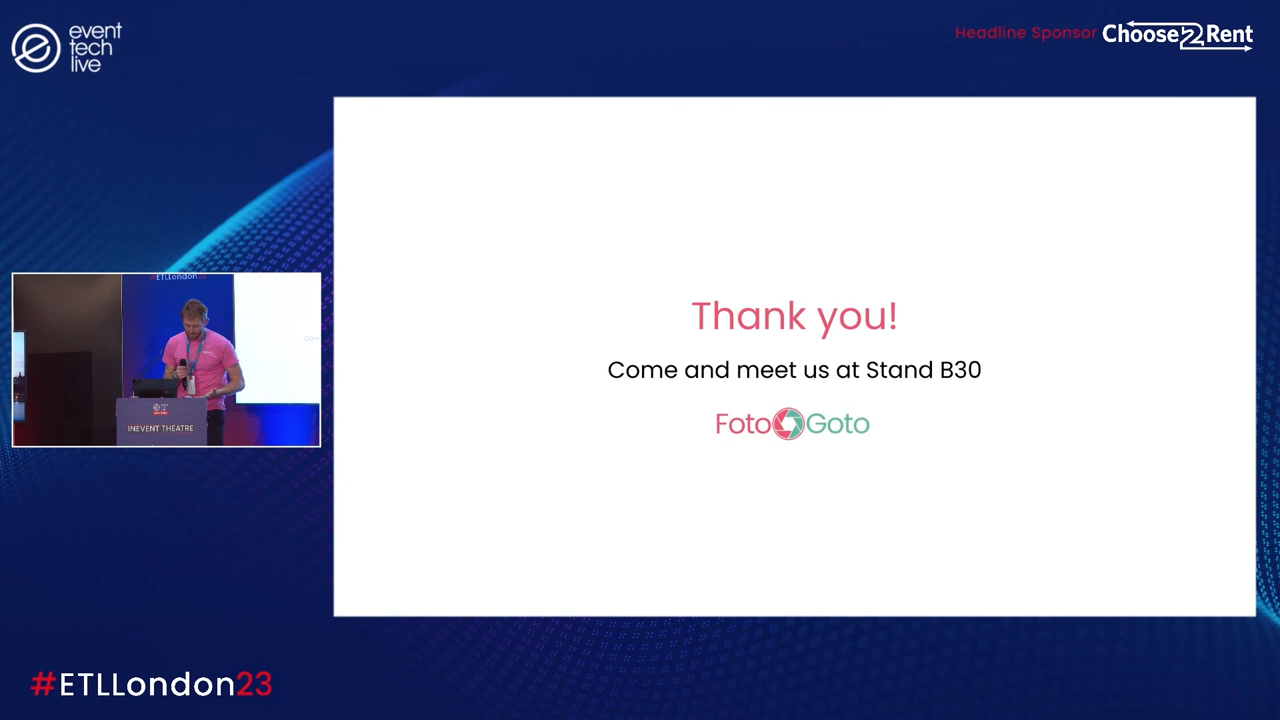 event
tech
live
Headline Sponsor Choose2Rent
#ETLLondon23
INEVENT THEATRE
Thank you!
Come and meet us at Stand B30
FotoGoto
#ETLLondon23